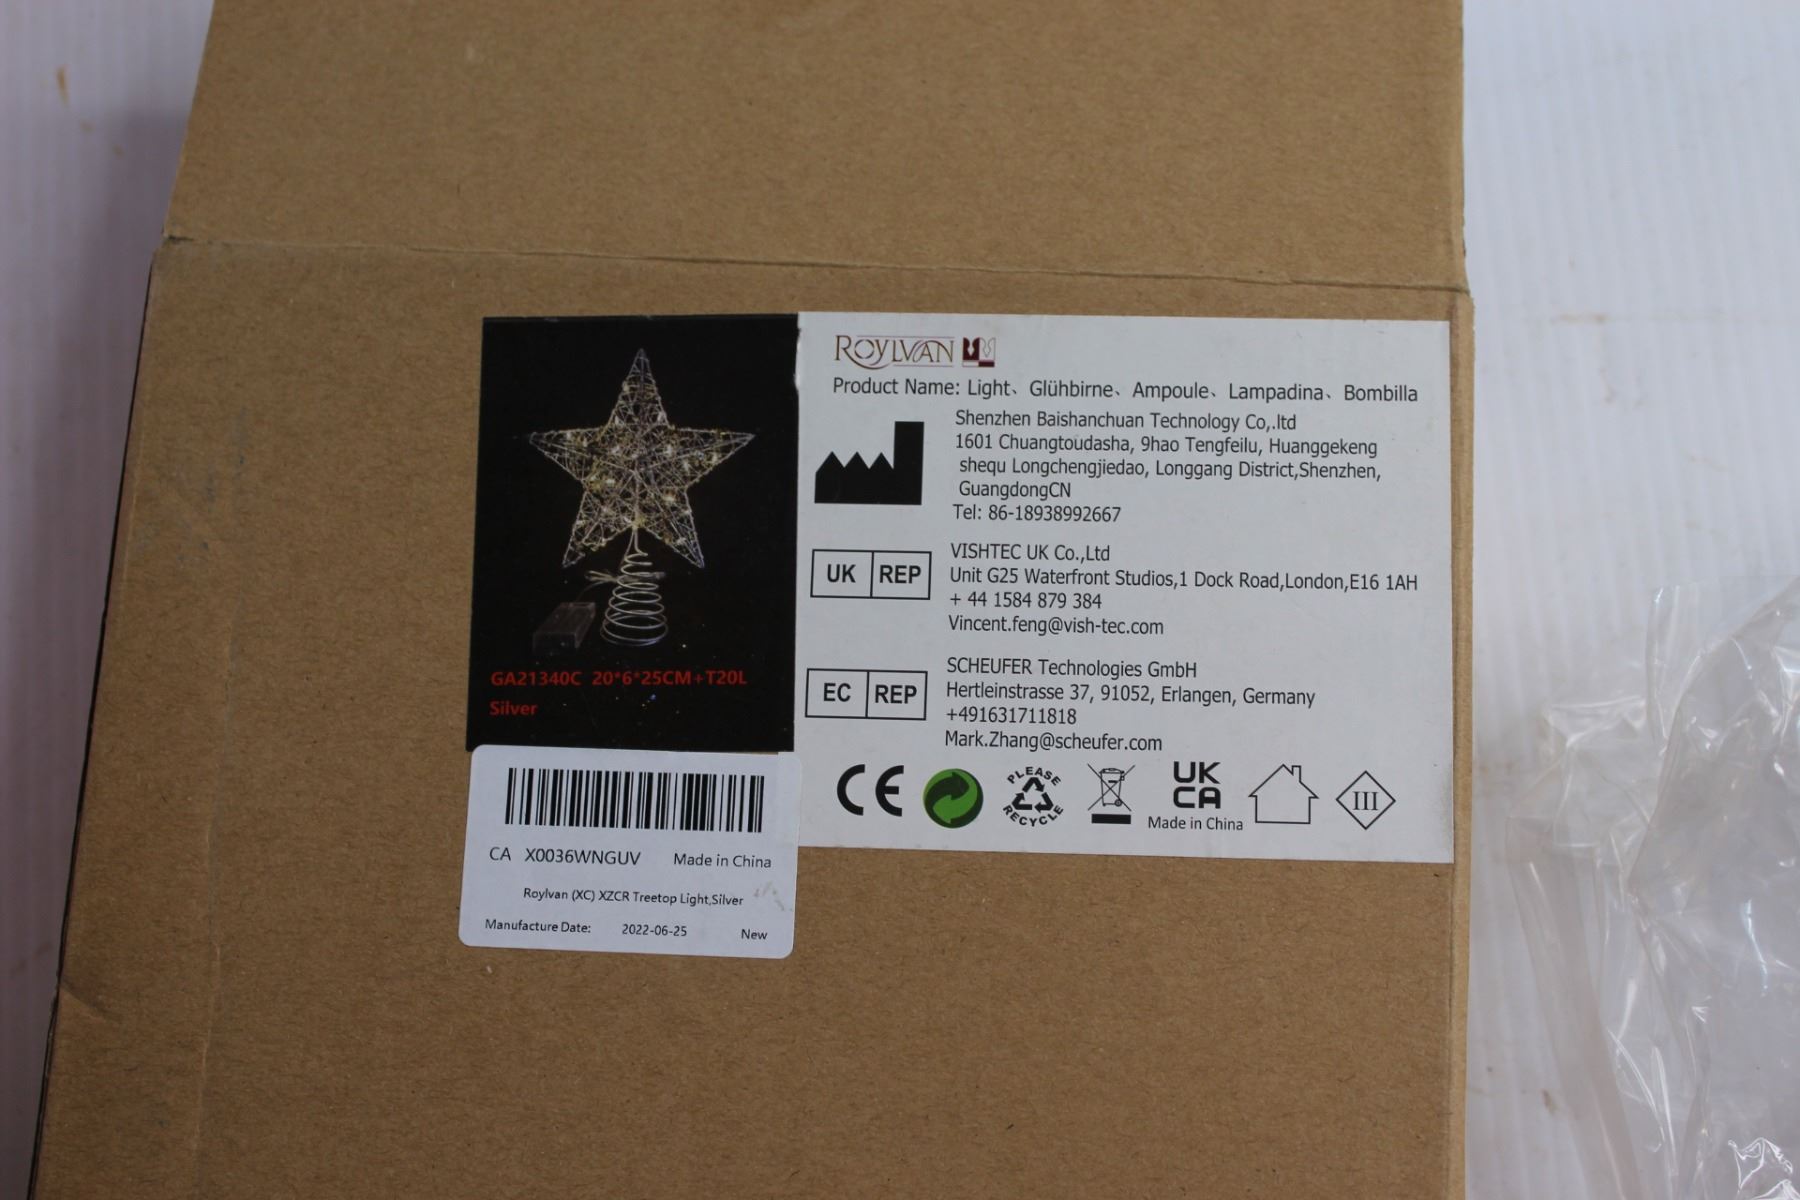 ROYLVAN
Product Name: Light、Glühbirne、Ampoule、Lampadina、Bombilla
Shenzhen Baishanchuan Technology Co,.ltd
1601 Chuangtoudasha, 9hao Tengfeilu, Huanggekeng
shequ Longchengjiedao, Longgang District,Shenzhen,
GuangdongCN
Tel: 86-18938992667
UK REP
VISHTEC UK Co.,Ltd
Unit G25 Waterfront Studios,1 Dock Road,London,E16 1AH
+ 44 1584 879 384
Vincent.feng@vish-tec.com
EC REP
SCHEUFER Technologies GmbH
Hertleinstrasse 37, 91052, Erlangen, Germany
+491631711818
Mark.Zhang@scheufer.com
CE
PLEASE
RECYCLE
UK
CA
Made in China
III
GA21340C 20*6*25CM+T20L
Silver
CA X0036WNGUV Made in China
Roylvan (XC) XZCR Treetop Light,Silver
Manufacture Date: 2022-06-25 New